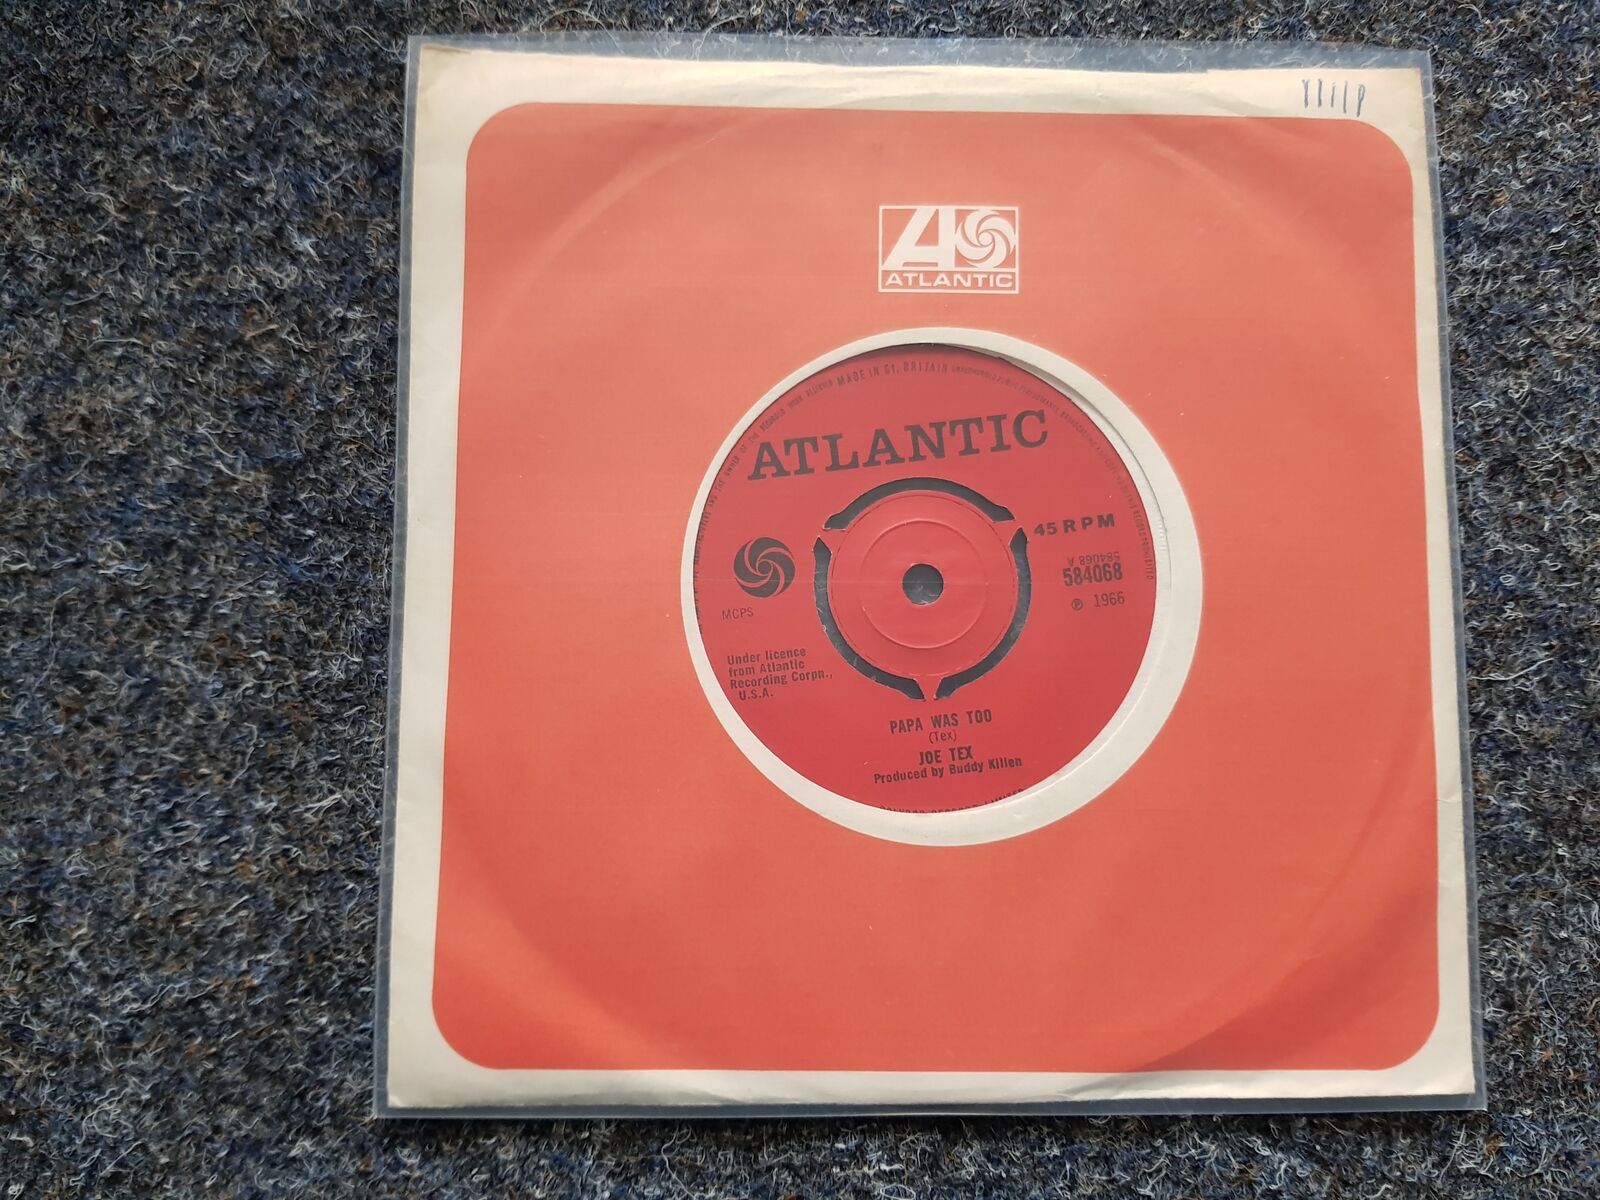 ATLANTIC
MADE IN GT. BRITAIN
ATLANTIC
45 RPM
584068 A
584068
℗ 1966
MCPS
Under licence
from Atlantic
Recording Corpn.,
U.S.A.
PAPA WAS TOO
(Tex)
JOE TEX
Produced by Buddy Killen